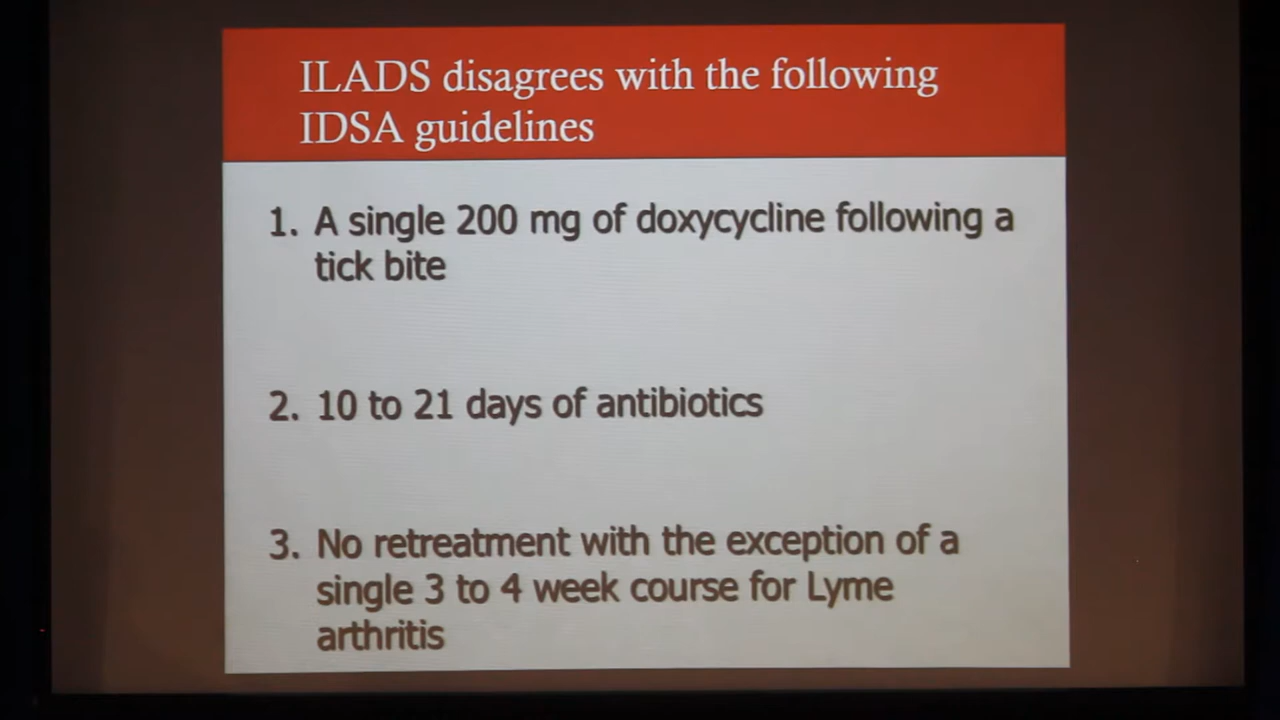 ILADS disagrees with the following
IDSA guidelines
1. A single 200 mg of doxycycline following a
tick bite
2. 10 to 21 days of antibiotics
3. No retreatment with the exception of a
single 3 to 4 week course for Lyme
arthritis